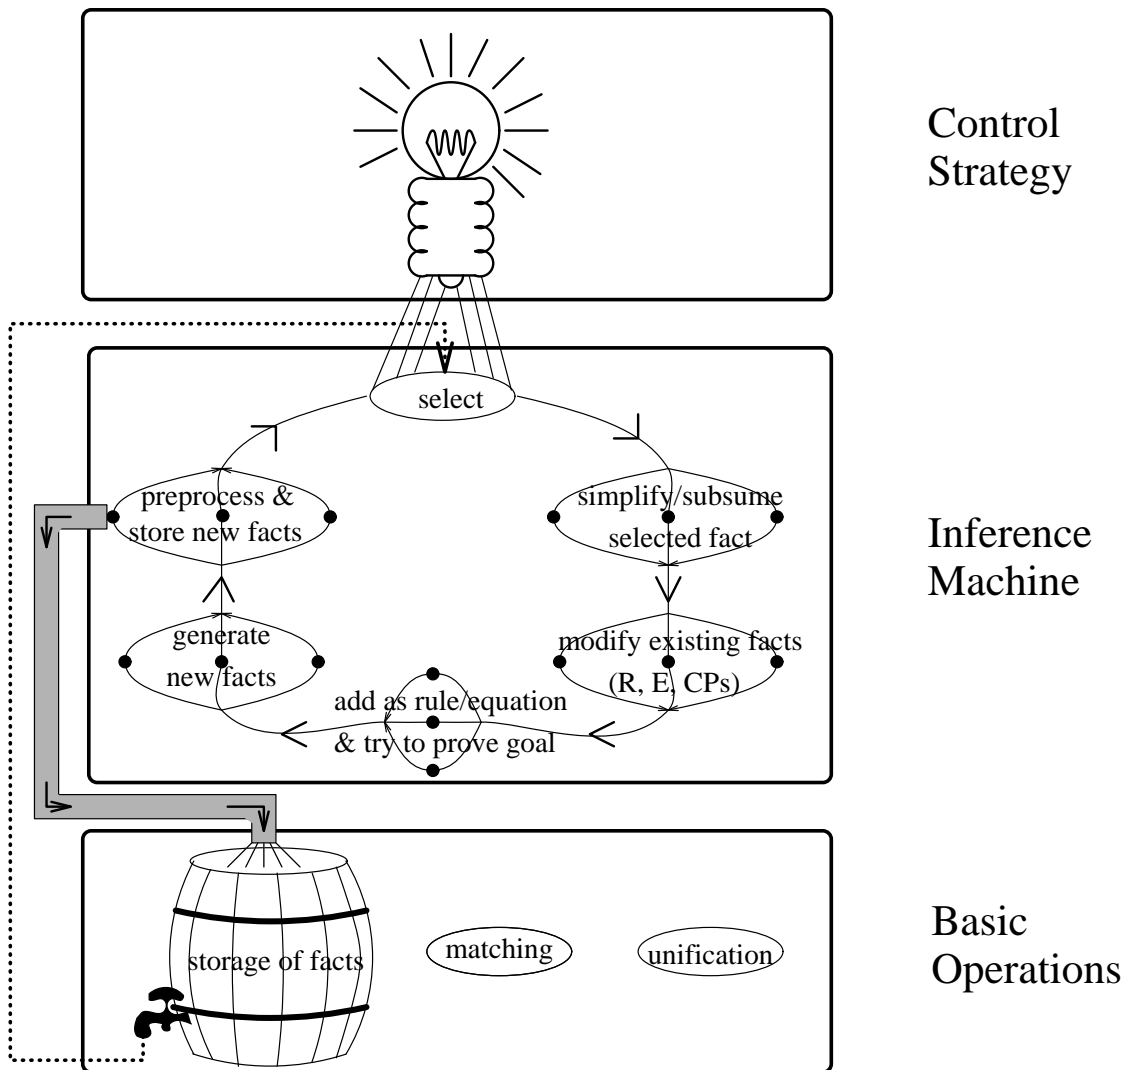 Control
Strategy
select
preprocess &
store new facts
simplify/subsume
selected fact
Inference
Machine
generate
new facts
modify existing facts
(R, E, CPs)
add as rule/equation
& try to prove goal
Basic
Operations
storage of facts
matching
unification